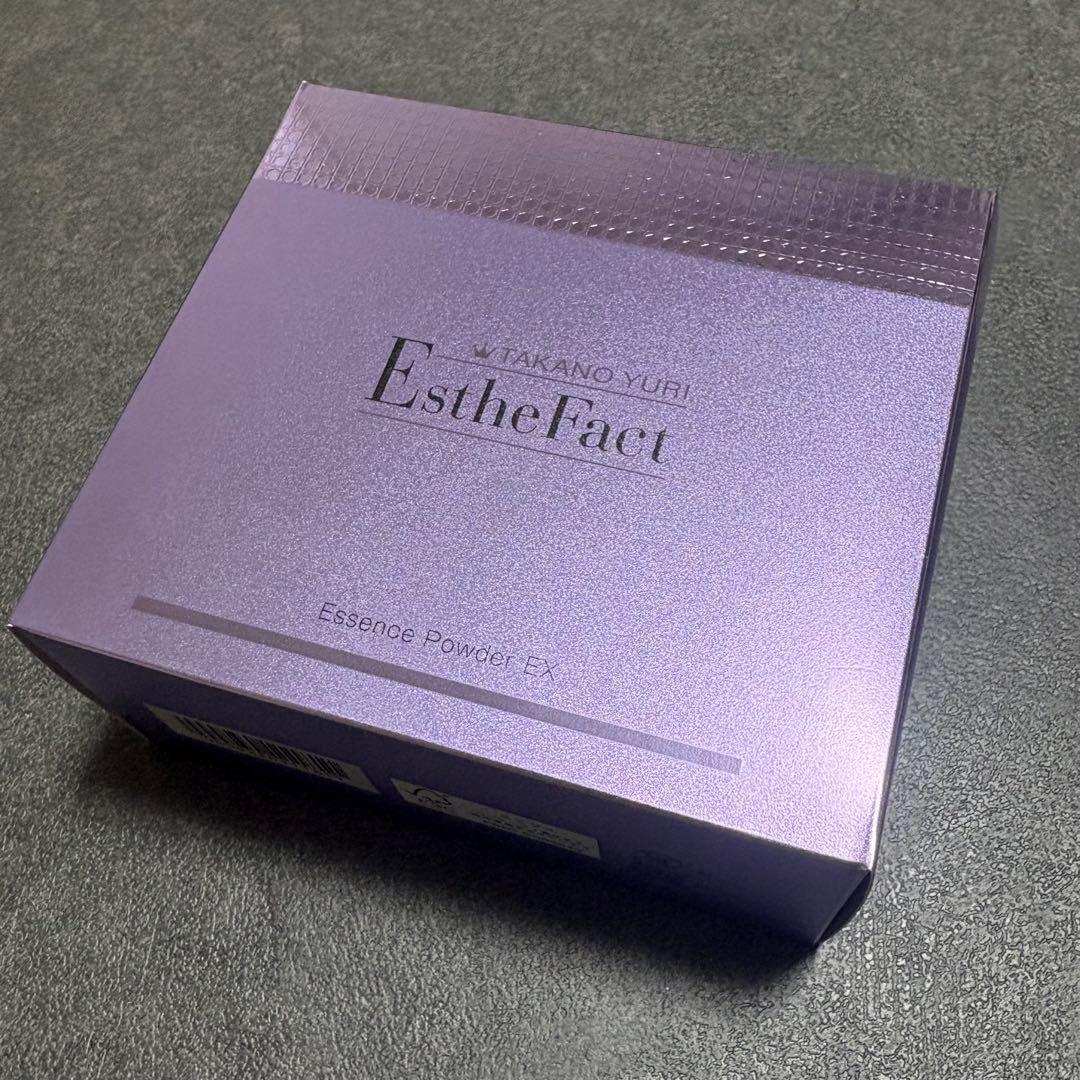 TAKANO YURI
EstheFact
Essence Powder EX